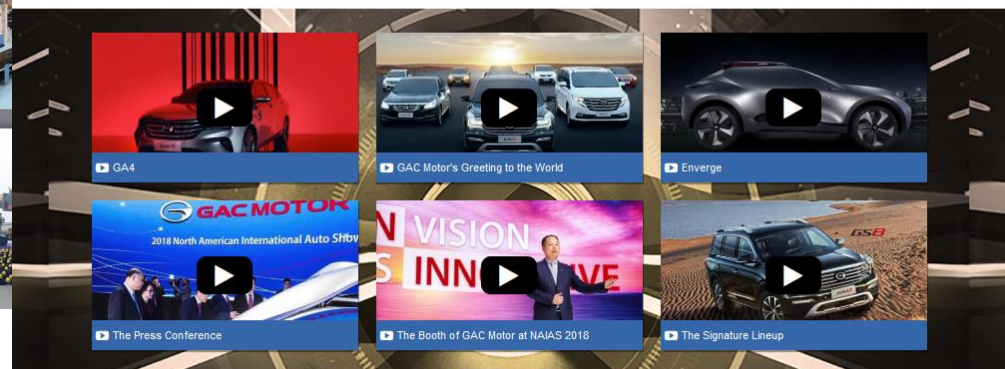 GA4
GAC Motor's Greeting to the World
Enverge
GAC MOTOR
2018 North American International Auto Show
The Press Conference
N VISION
S INN IVE
The Booth of GAC Motor at NAIAS 2018
GS8
The Signature Lineup